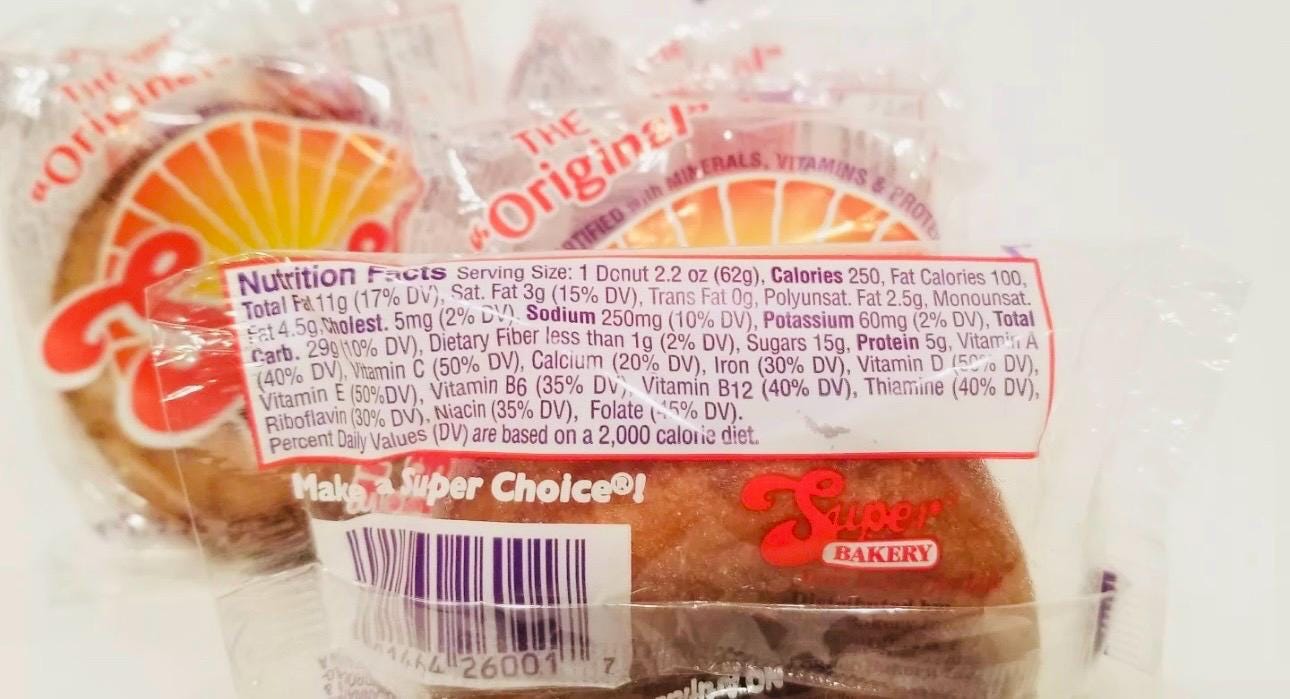 THE
"Original"
THE
"Original"
with MINERALS, VITAMINS &
Nutrition Facts Serving Size: 1 Donut 2.2 oz (62g), Calories 250, Fat Calories 100,
Total Fat 11g (17% DV), Sat. Fat 3g (15% DV), Trans Fat 0g, Polyunsat. Fat 2.5g, Monounsat.
Fat 4.5g, Cholest. 5mg (2% DV), Sodium 250mg (10% DV), Potassium 60mg (2% DV), Total
Carb. 29g (10% DV), Dietary Fiber less than 1g (2% DV), Sugars 15g, Protein 5g, Vitamin A
(40% DV), Vitamin C (50% DV), Calcium (20% DV), Iron (30% DV), Vitamin D (50% DV),
Vitamin E (50%DV), Vitamin B6 (35% DV), Vitamin B12 (40% DV), Thiamine (40% DV),
Riboflavin (30% DV), Niacin (35% DV), Folate (45% DV).
Percent Daily Values (DV) are based on a 2,000 calorie diet.
Make a Super Choice®!
Super
BAKERY
Distributed by
26001 7